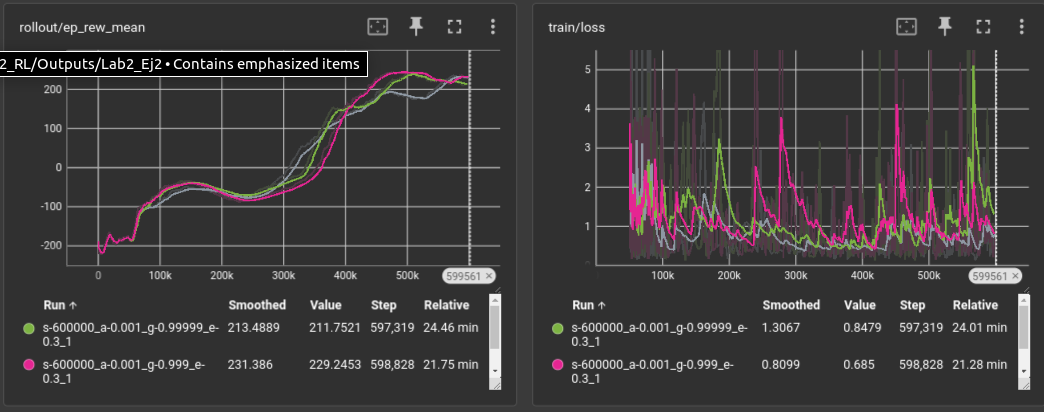 rollout/ep_rew_mean
2_RL/Outputs/Lab2_Ej2 • Contains emphasized items
200
100
0
-100
-200
0
100k
200k
300k
400k
500k
599561 ×
Run ↑ Smoothed Value Step Relative
s-600000_a-0.001_g-0.99999_e-
0.3_1 213.4889 211.7521 597,319 24.46 min
s-600000_a-0.001_g-0.999_e-
0.3_1 231.386 229.2453 598,828 21.75 min
train/loss
5
4
3
2
1
100k
200k
300k
400k
500k
599561 ×
Run ↑ Smoothed Value Step Relative
s-600000_a-0.001_g-0.99999_e-
0.3_1 1.3067 0.8479 597,319 24.01 min
s-600000_a-0.001_g-0.999_e-
0.3_1 0.8099 0.685 598,828 21.28 min